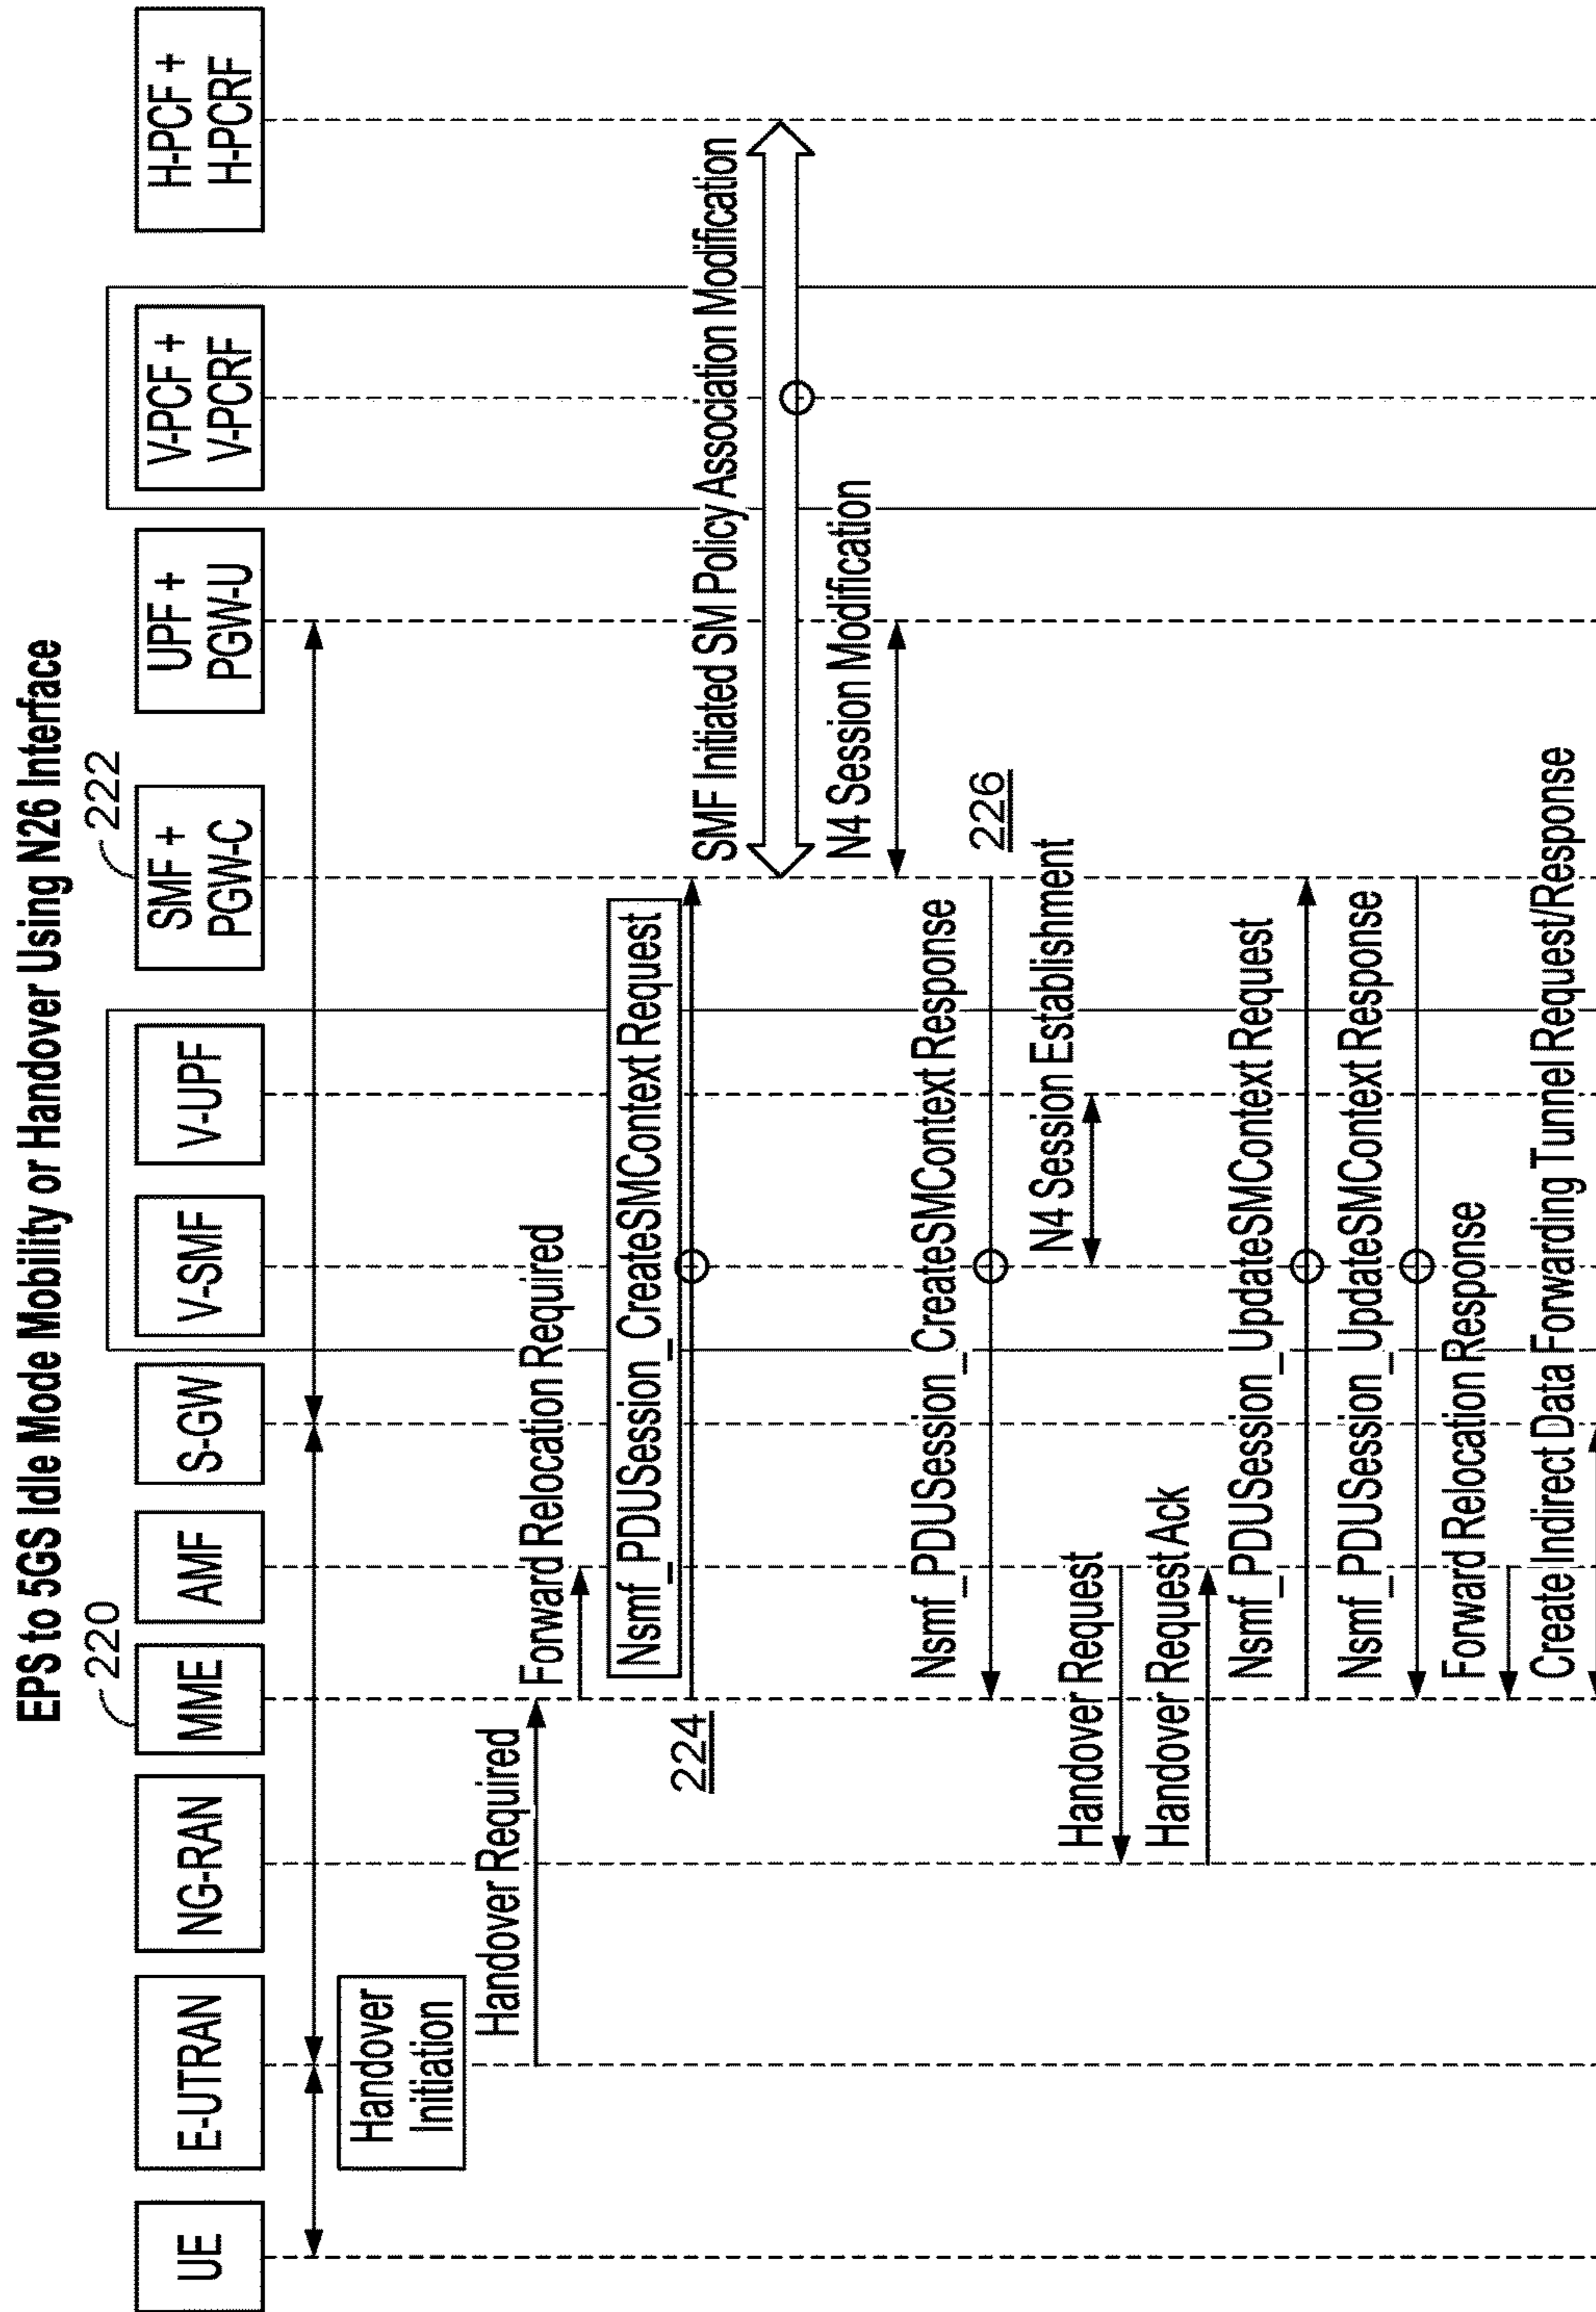 EPS to 5GS Idle Mode Mobility or Handover Using N26 Interface
220
222
UE
E-UTRAN
NG-RAN
MME
AMF
S-GW
V-SMF
V-UPF
SMF +
PGW-C
UPF +
PGW-U
V-PCF +
V-PCRF
H-PCF +
H-PCRF
Handover
Initiation
Handover Required
Forward Relocation Required
Nsmf_PDUSession_CreateSMContext Request
224
SMF Initiated SM Policy Association Modification
N4 Session Modification
Nsmf_PDUSession_CreateSMContext Response
226
N4 Session Establishment
Handover Request
Handover Request Ack
Nsmf_PDUSession_UpdateSMContext Request
Nsmf_PDUSession_UpdateSMContext Response
Forward Relocation Response
Create Indirect Data Forwarding Tunnel Request/Response